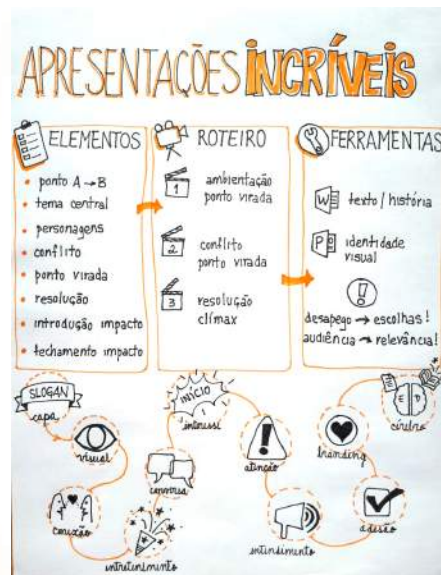 APRESENTAÇÕES INCRÍVEIS
ELEMENTOS
• ponto A → B
• tema central
• personagens
• conflito
• ponto virada
• resolução
• introdução impacto
• fechamento impacto
ROTEIRO
1
ambientação
ponto virada
2
conflito
ponto virada
3
resolução
clímax
FERRAMENTAS
W
texto/história
P
identidade
visual
!
desapego → escolhas!
audiência → relevância!
SLOGAN
capa
visual
conexão
entretenimento
conversa
INÍCIO
!
interesse
!
atenção
entendimento
adesão
branding
E D
cérebro